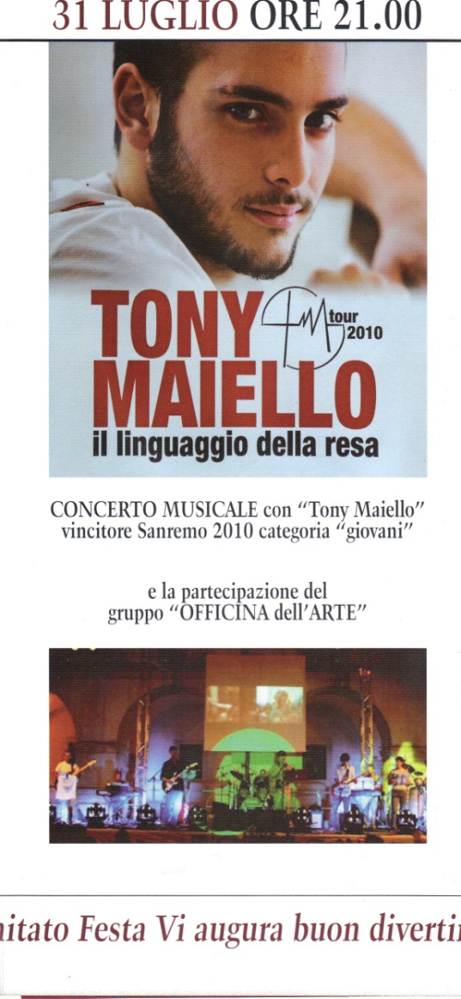 31 LUGLIO ORE 21.00
TONY
tour
2010
MAIELLO
il linguaggio della resa
CONCERTO MUSICALE con “Tony Maiello”
vincitore Sanremo 2010 categoria “giovani”
e la partecipazione del
gruppo “OFFICINA dell’ARTE”
Festa Vi augura buon